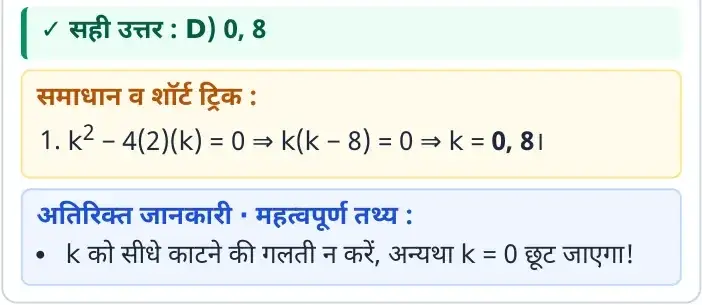 ✓ सही उत्तर : D) 0, 8
समाधान व शॉर्ट ट्रिक :
1. k² − 4(2)(k) = 0 ⇒ k(k − 8) = 0 ⇒ k = 0, 8।
अतिरिक्त जानकारी · महत्वपूर्ण तथ्य :
• k को सीधे काटने की गलती न करें, अन्यथा k = 0 छूट जाएगा!